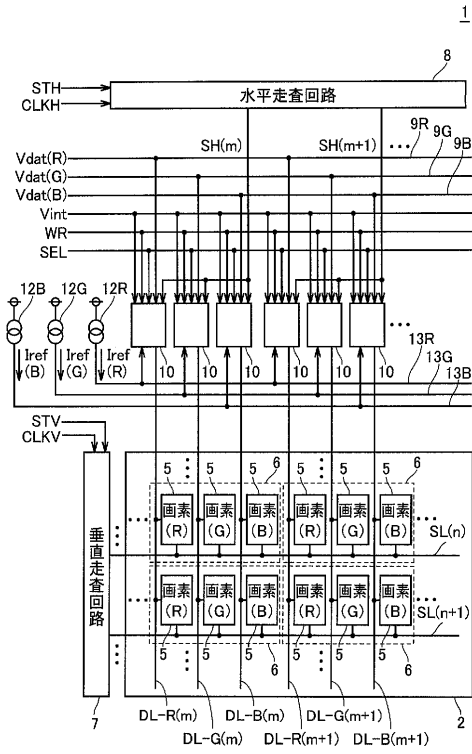 1
8
STH
CLKH
水平走査回路
SH(m)
SH(m+1)
9R
9G
9B
Vdat(R)
Vdat(G)
Vdat(B)
Vint
WR
SEL
12B 12G 12R
Iref (B)
Iref (G)
Iref (R)
10 10 10 10 10 10
13R
13G
13B
STV
CLKV
6 6
5 5 5 5 5 5
画素 (R)
画素 (G)
画素 (B)
画素 (R)
画素 (G)
画素 (B)
SL(n)
画素 (R)
画素 (G)
画素 (B)
画素 (R)
画素 (G)
画素 (B)
SL(n+1)
5 5 5 5 5 5
6 6
垂直走査回路
7
2
DL-R(m)
DL-G(m)
DL-B(m)
DL-R(m+1)
DL-G(m+1)
DL-B(m+1)